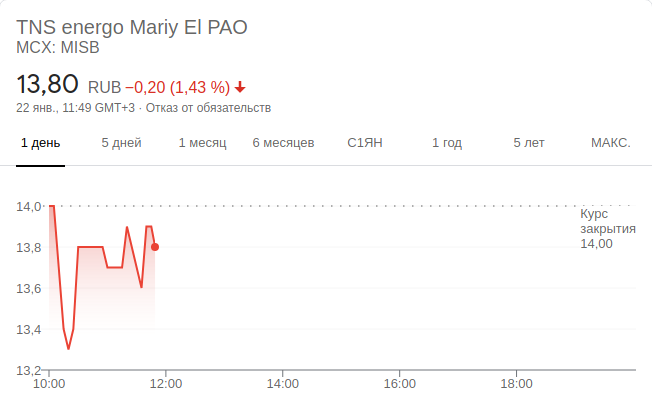 TNS energo Mariy El PAO
MCX: MISB
13,80 RUB −0,20 (1,43 %)
22 янв., 11:49 GMT+3 · Отказ от обязательств
1 день 5 дней 1 месяц 6 месяцев С1ЯН 1 год 5 лет МАКС.
14,0
Курс
закрытия
14,00
13,8
13,6
13,4
13,2
10:00 12:00 14:00 16:00 18:00